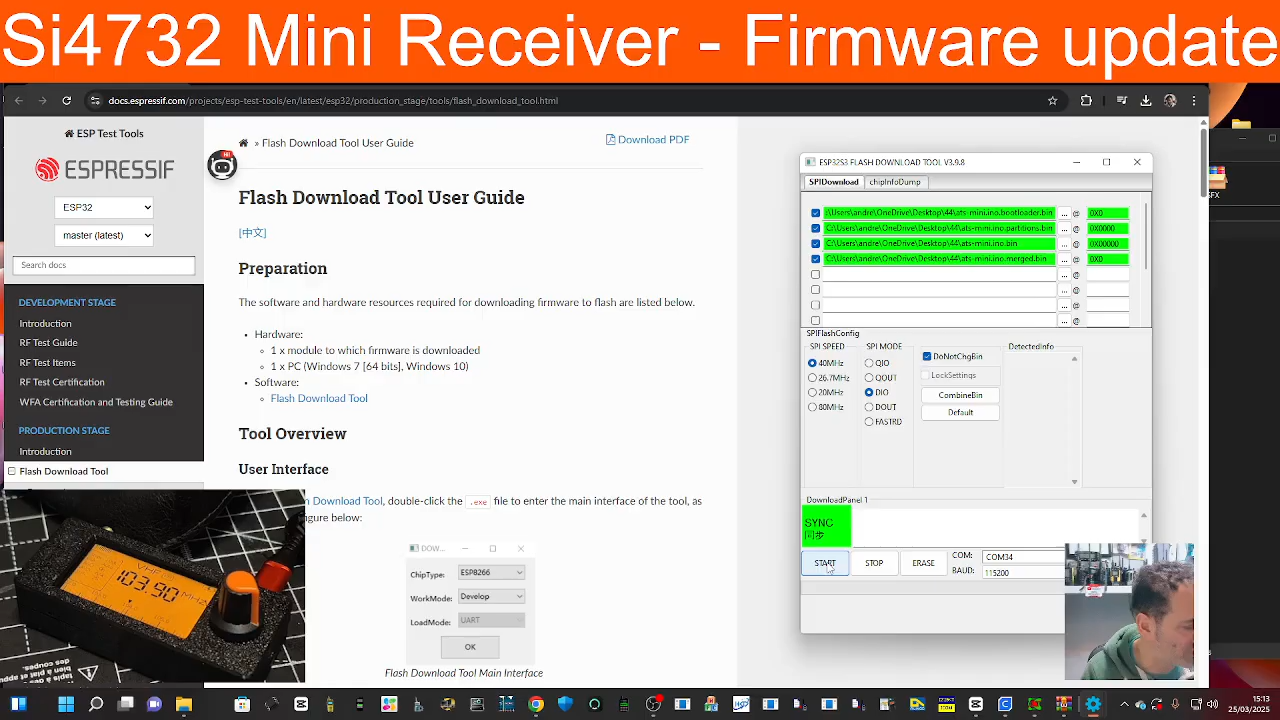 Si4732 Mini Receiver - Firmware update
docs.espressif.com/projects/esp-test-tools/en/latest/esp32/production_stage/tools/flash_download_tool.html
ESP Test Tools
ESPRESSIF
ESP32
master (latest)
Search docs
DEVELOPMENT STAGE
Introduction
RF Test Guide
RF Test Items
RF Test Certification
WFA Certification and Testing Guide
PRODUCTION STAGE
Introduction
Flash Download Tool
» Flash Download Tool User Guide
Download PDF
Flash Download Tool User Guide
[中文]
Preparation
The software and hardware resources required for downloading firmware to flash are listed below.
Hardware:
1 x module to which firmware is downloaded
1 x PC (Windows 7 [64 bits], Windows 10)
Software:
Flash Download Tool
Tool Overview
User Interface
Download Tool, double-click the .exe file to enter the main interface of the tool, as
gure below:
ChipType: ESP8266
WorkMode: Develop
LoadMode: UART
OK
Flash Download Tool Main Interface
ESP32S3 FLASH DOWNLOAD TOOL V3.9.8
SPIDownload chipInfoDump
:\Users\andre\OneDrive\Desktop\44\ats-mini.ino.bootloader.bin ... @ 0X0
C:\Users\andre\OneDrive\Desktop\44\ats-mini.ino.partitions.bin ... @ 0X0000
C:\Users\andre\OneDrive\Desktop\44\ats-mini.ino.bin ... @ 0X00000
C:\Users\andre\OneDrive\Desktop\44\ats-mini.ino.merged.bin ... @ 0X0
... @
... @
... @
... @
SPIFlashConfig
SPI SPEED
40MHz
26.7MHz
20MHz
80MHz
SPI MODE
QIO
QOUT
DIO
DOUT
FASTRD
DoNotChgBin
LockSettings
CombineBin
Default
DetectedInfo
DownloadPanel 1
SYNC
同步
START STOP ERASE
COM: COM34
BAUD: 115200
VHF
103.90 MHz
15:13
25/03/2025